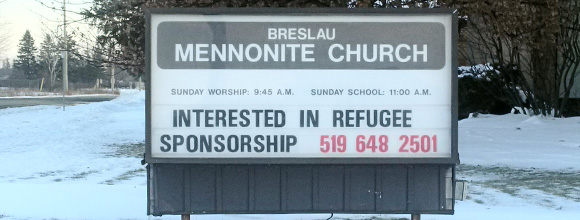 BRESLAU
MENNONITE CHURCH
SUNDAY WORSHIP: 9:45 A.M. SUNDAY SCHOOL: 11:00 A.M.
INTERESTED IN REFUGEE
SPONSORSHIP 519 648 2501